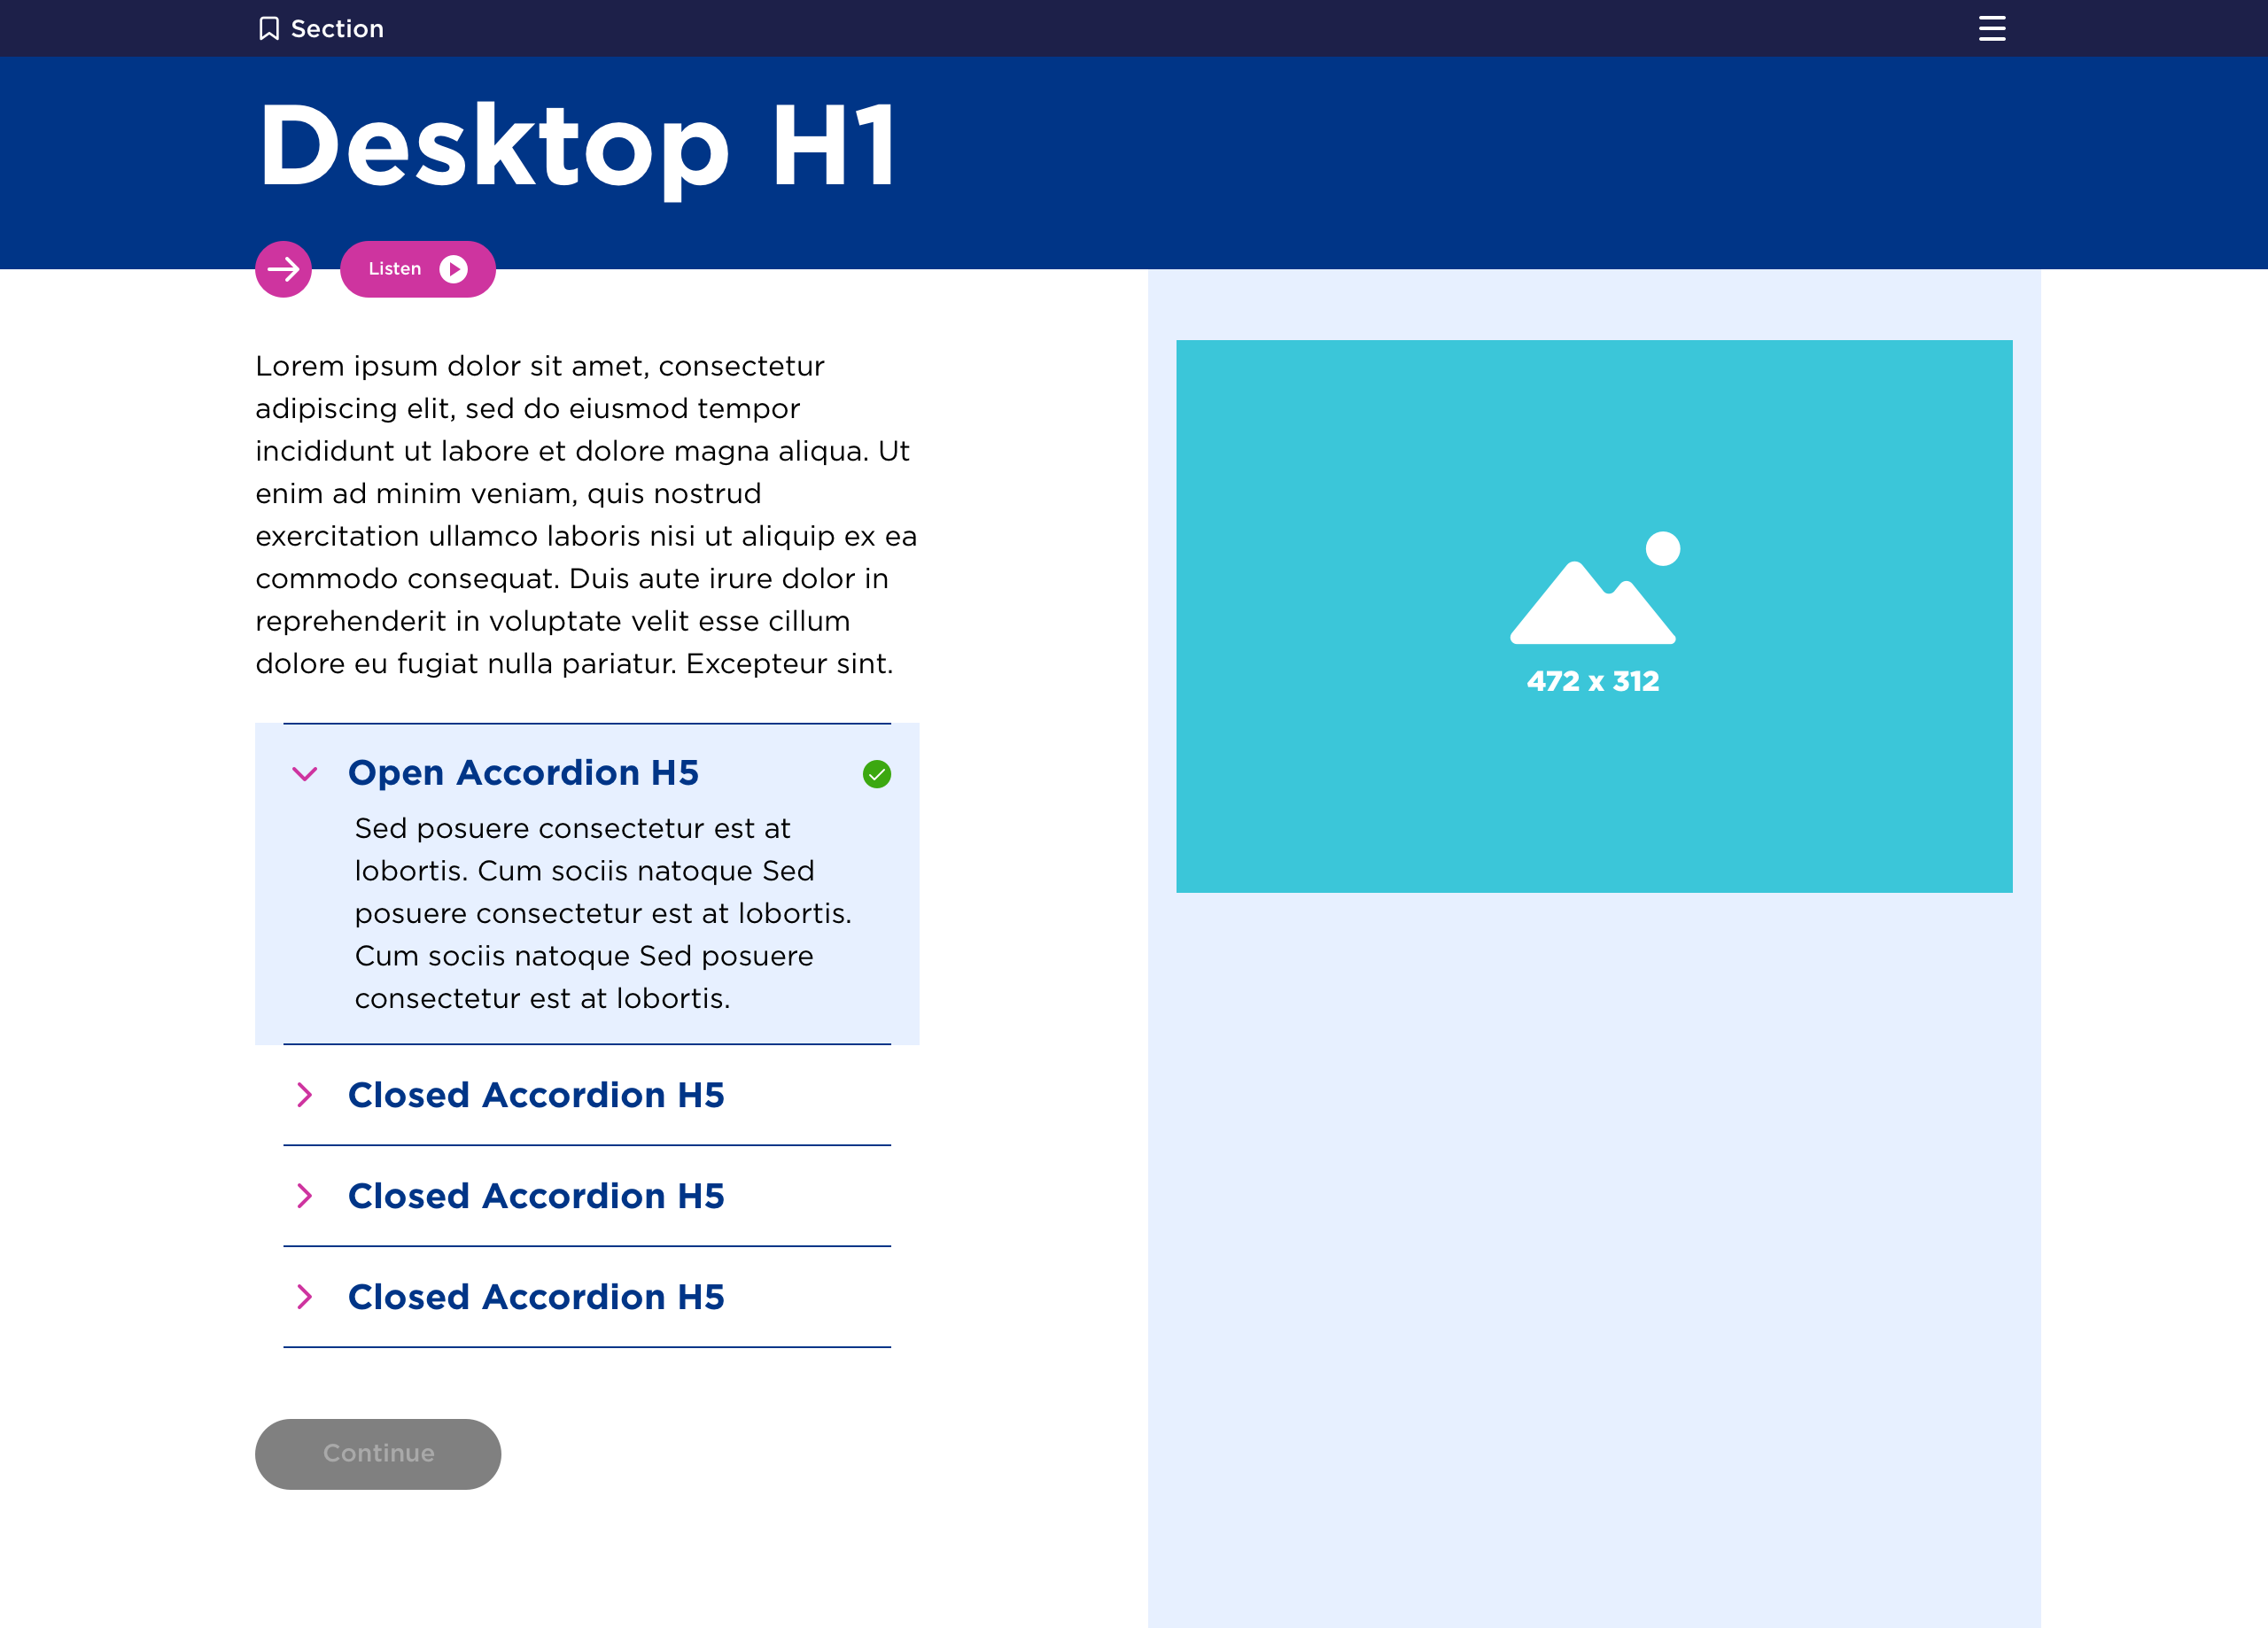 Section
Desktop H1
Listen
Lorem ipsum dolor sit amet, consectetur
adipiscing elit, sed do eiusmod tempor
incididunt ut labore et dolore magna aliqua. Ut
enim ad minim veniam, quis nostrud
exercitation ullamco laboris nisi ut aliquip ex ea
commodo consequat. Duis aute irure dolor in
reprehenderit in voluptate velit esse cillum
dolore eu fugiat nulla pariatur. Excepteur sint.
Open Accordion H5
Sed posuere consectetur est at
lobortis. Cum sociis natoque Sed
posuere consectetur est at lobortis.
Cum sociis natoque Sed posuere
consectetur est at lobortis.
Closed Accordion H5
Closed Accordion H5
Closed Accordion H5
Continue
472 x 312